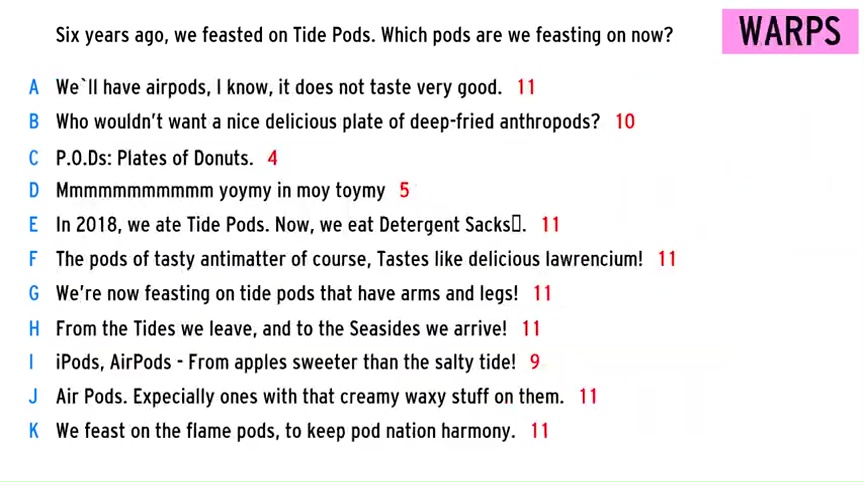 Six years ago, we feasted on Tide Pods. Which pods are we feasting on now?
WARPS
A We`ll have airpods, I know, it does not taste very good. 11
B Who wouldn't want a nice delicious plate of deep-fried anthropods? 10
C P.O.Ds: Plates of Donuts. 4
D Mmmmmmmmmmm yoymy in moy toymy 5
E In 2018, we ate Tide Pods. Now, we eat Detergent Sacks▯. 11
F The pods of tasty antimatter of course, Tastes like delicious lawrencium! 11
G We're now feasting on tide pods that have arms and legs! 11
H From the Tides we leave, and to the Seasides we arrive! 11
I iPods, AirPods - From apples sweeter than the salty tide! 9
J Air Pods. Expecially ones with that creamy waxy stuff on them. 11
K We feast on the flame pods, to keep pod nation harmony. 11